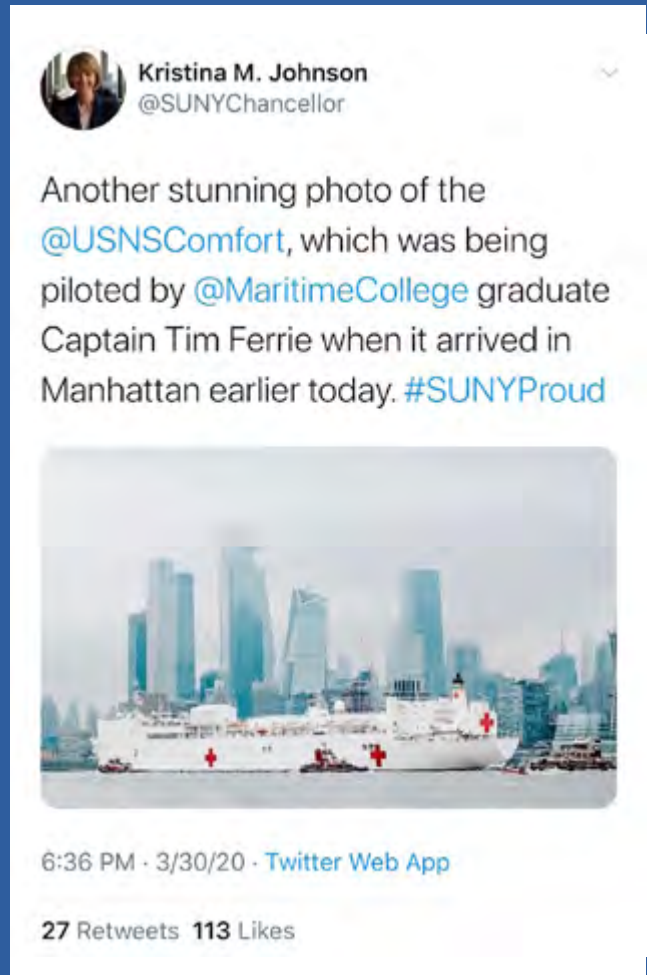 Kristina M. Johnson
@SUNYChancellor
Another stunning photo of the
@USNSComfort, which was being
piloted by @MaritimeCollege graduate
Captain Tim Ferrie when it arrived in
Manhattan earlier today. #SUNYProud
6:36 PM · 3/30/20 · Twitter Web App
27 Retweets 113 Likes